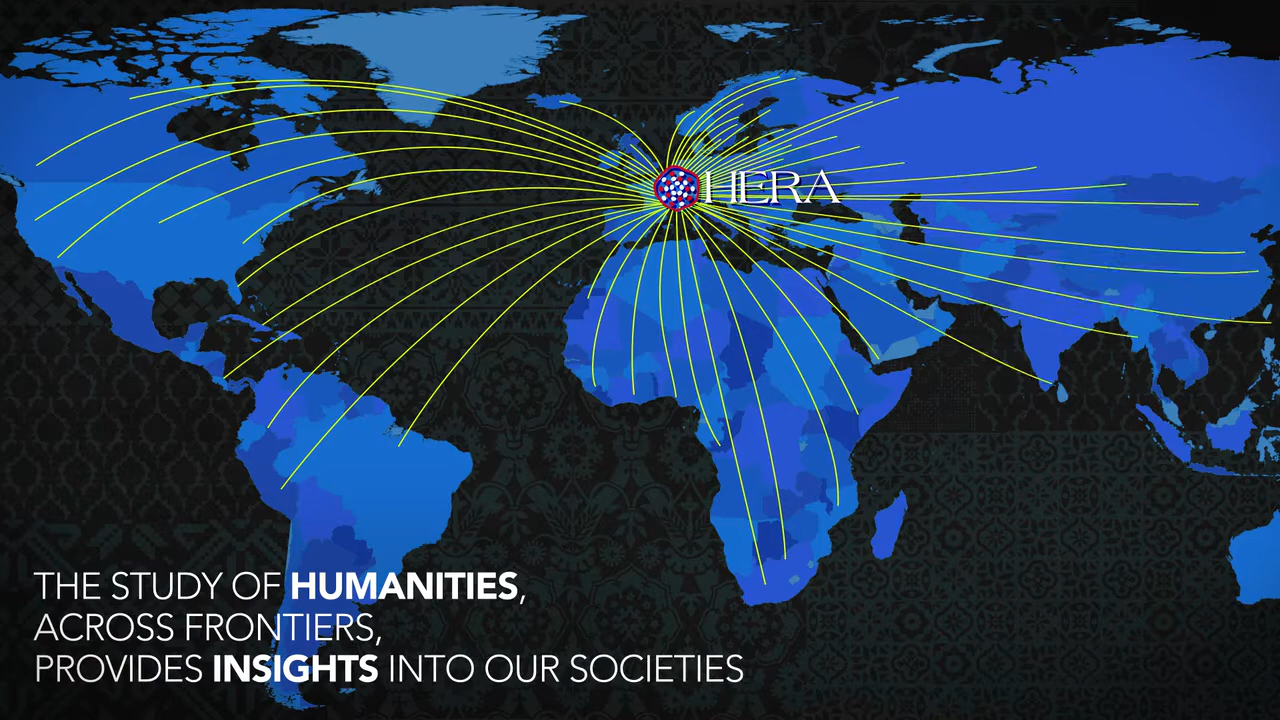 HERA
THE STUDY OF HUMANITIES,
ACROSS FRONTIERS,
PROVIDES INSIGHTS INTO OUR SOCIETIES